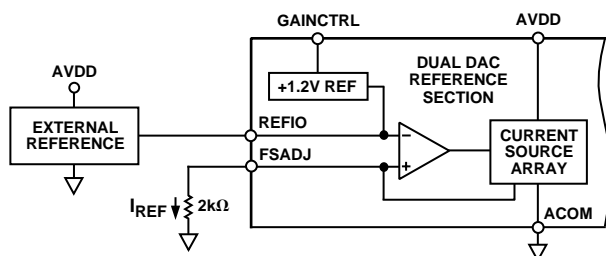 GAINCTRL
AVDD
AVDD
DUAL DAC
REFERENCE
SECTION
+1.2V REF
EXTERNAL
REFERENCE
REFIO
−
CURRENT
SOURCE
ARRAY
FSADJ
+
IREF
2kΩ
ACOM